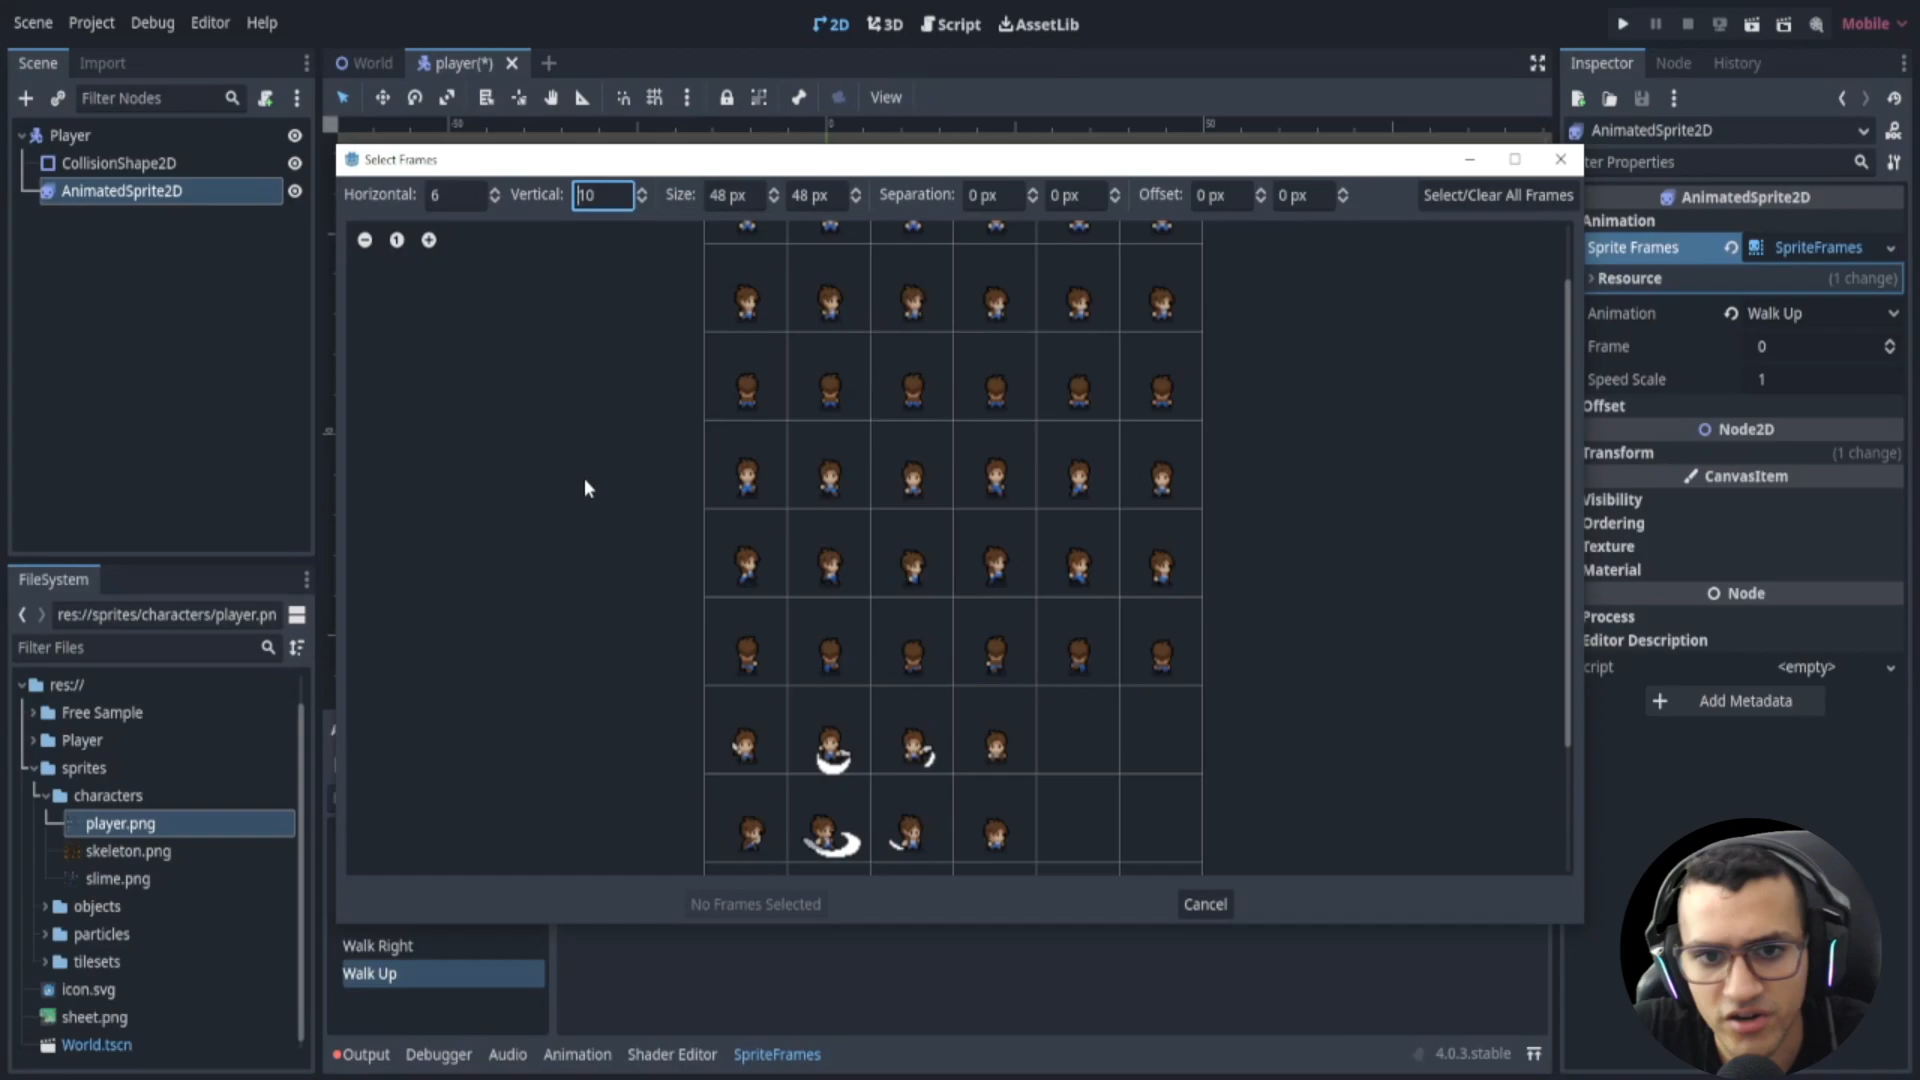 Scene Project Debug Editor Help
2D 3D Script AssetLib
Mobile
Scene Import
World player(*)
Inspector Node History
Filter Nodes
View
AnimatedSprite2D
-50 0 50
Player
CollisionShape2D
AnimatedSprite2D
Select Frames
Horizontal: 6 Vertical: 10 Size: 48 px 48 px Separation: 0 px 0 px Offset: 0 px 0 px Select/Clear All Frames
ter Properties
AnimatedSprite2D
Animation
Sprite Frames SpriteFrames
Resource (1 change)
Animation Walk Up
Frame 0
Speed Scale 1
Offset
Node2D
Transform (1 change)
CanvasItem
Visibility
Ordering
Texture
Material
Node
Process
Editor Description
cript <empty>
Add Metadata
FileSystem
res://sprites/characters/player.pn
Filter Files
res://
Free Sample
Player
sprites
characters
player.png
skeleton.png
slime.png
objects
particles
tilesets
icon.svg
sheet.png
World.tscn
No Frames Selected Cancel
Walk Right
Walk Up
Output Debugger Audio Animation Shader Editor SpriteFrames
4.0.3.stable